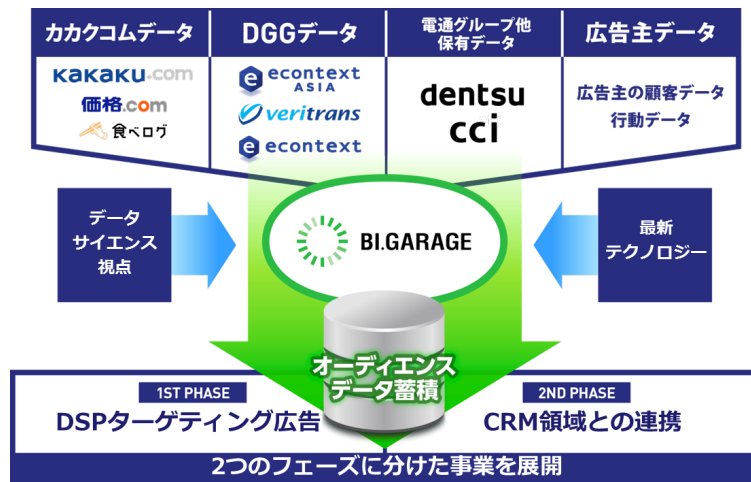 カカクコムデータ
DGGデータ
電通グループ他
保有データ
広告主データ
KaKaKU.com
価格.com
食べログ
e econtext
ASIA
veritrans
e econtext
dentsu
cci
広告主の顧客データ
行動データ
データ
サイエンス
視点
BI.GARAGE
最新
テクノロジー
オーディエンス
データ蓄積
1ST PHASE
DSPターゲティング広告
2ND PHASE
CRM領域との連携
2つのフェーズに分けた事業を展開